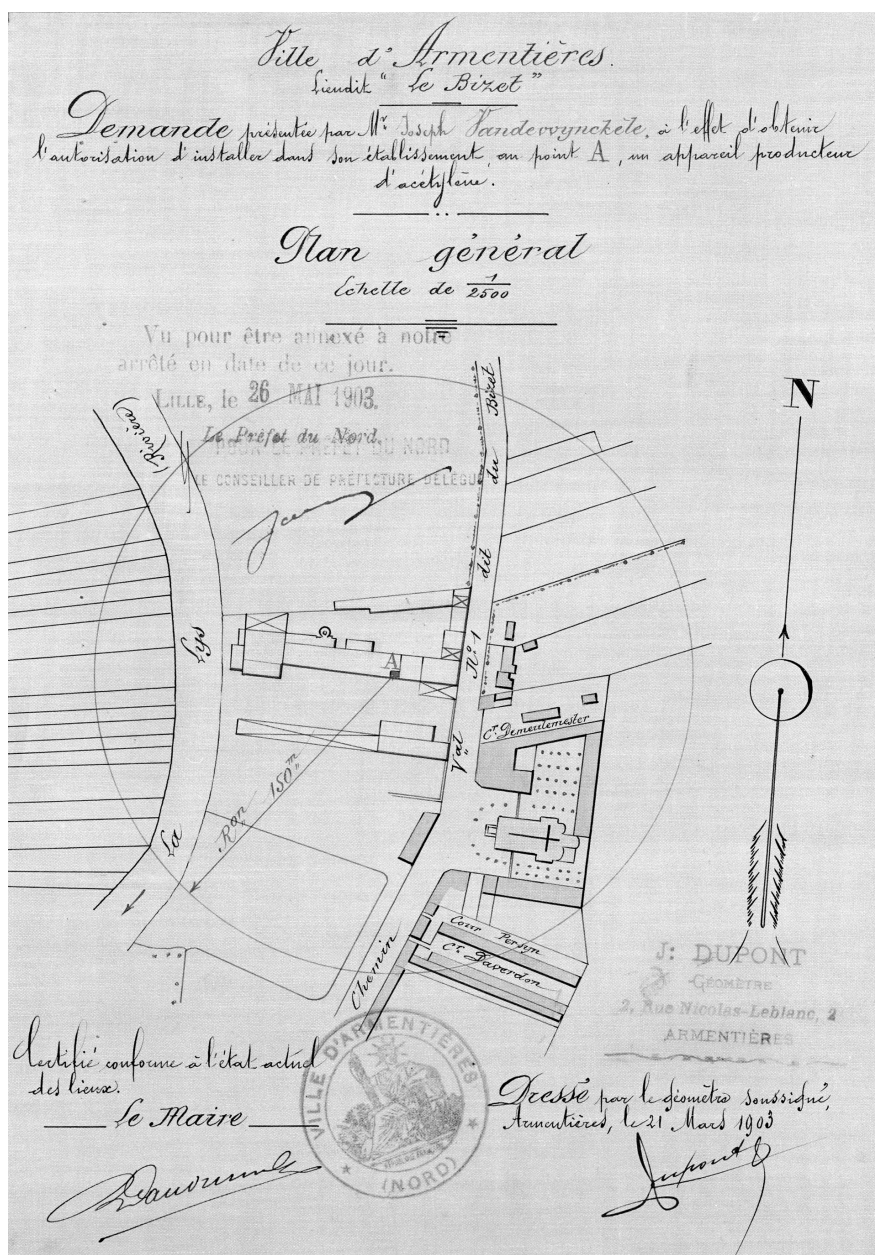 Ville d'Armentières.
Lieudit "Le Bizet"
Demande présentée par Mr. Joseph Vandevvynckéle, à l'effet d'obtenir
l'autorisation d'installer dans son établissement, au point A, un appareil producteur
d'acétylène.
Plan général
Echelle de 1/2500
Vu pour être annexé à notre
arrêté en date de ce jour.
LILLE, le 26 MAI 1903.
Le Préfet du Nord,
POUR LE PRÉFET DU NORD
LE CONSEILLER DE PRÉFECTURE DÉLÉGUÉ
N
(Rivière)
La Lys
Chemin Val N° 1 dit du Bizet
A
Ron 150m
Cr. Demeulemester
Cour Persyn
Cr. Daverdon
J: DUPONT
GÉOMÈTRE
2, Rue Nicolas-Leblanc, 2
ARMENTIÈRES
Certifié conforme à l'état actuel
des lieux.
Le Maire
VILLE D'ARMENTIÈRES
(NORD)
Dressé par le géomètre soussigné,
Armentières, le 21 Mars 1903
Dupont